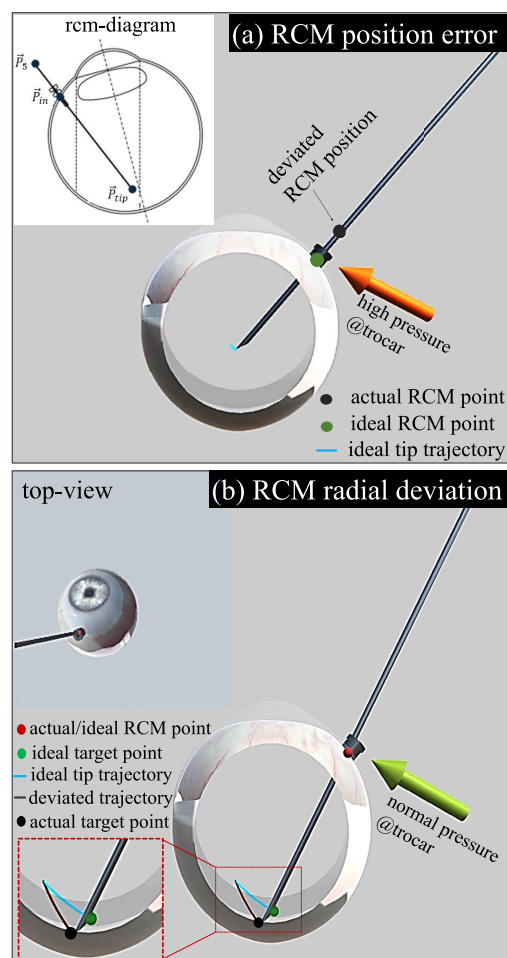 rcm-diagram
(a) RCM position error
P⃗5
P⃗in
P⃗tip
deviated
RCM position
high pressure
@trocar
actual RCM point
ideal RCM point
ideal tip trajectory
top-view
(b) RCM radial deviation
actual/ideal RCM point
ideal target point
ideal tip trajectory
deviated trajectory
actual target point
normal pressure
@trocar